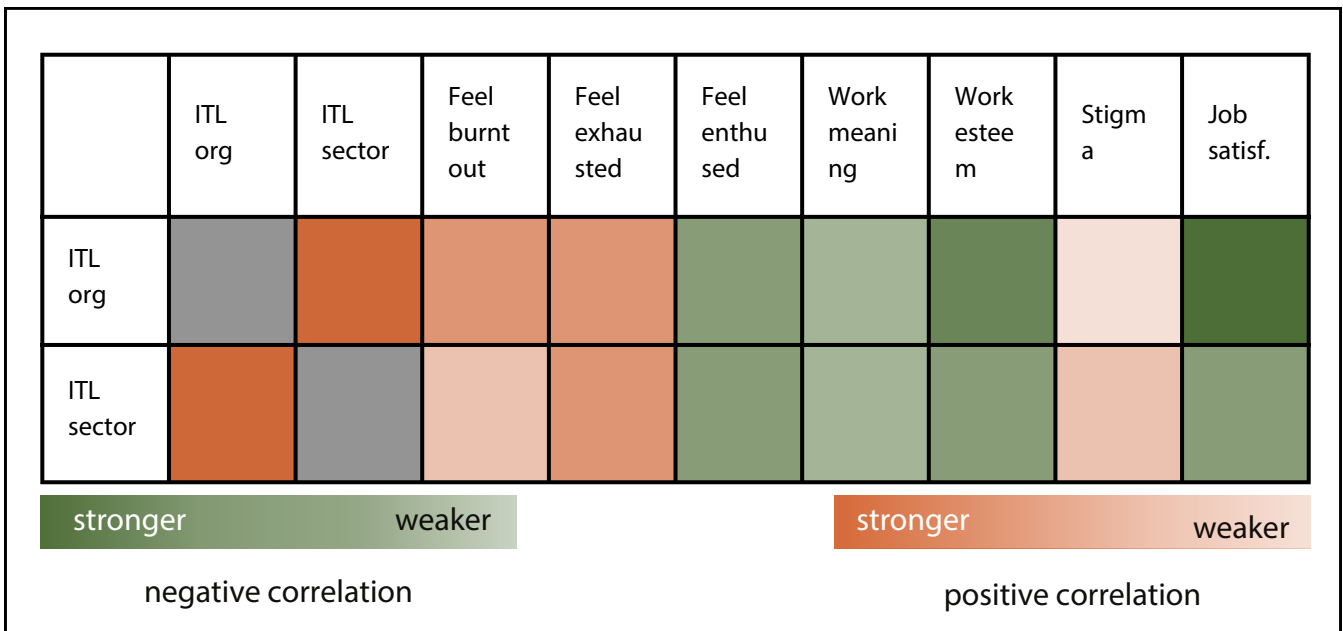 ITL
org
ITL
sector
Feel
burnt
out
Feel
exhau
sted
Feel
enthu
sed
Work
meani
ng
Work
estee
m
Stigm
a
Job
satisf.
ITL
org
ITL
sector
stronger
weaker
stronger
weaker
negative correlation
positive correlation